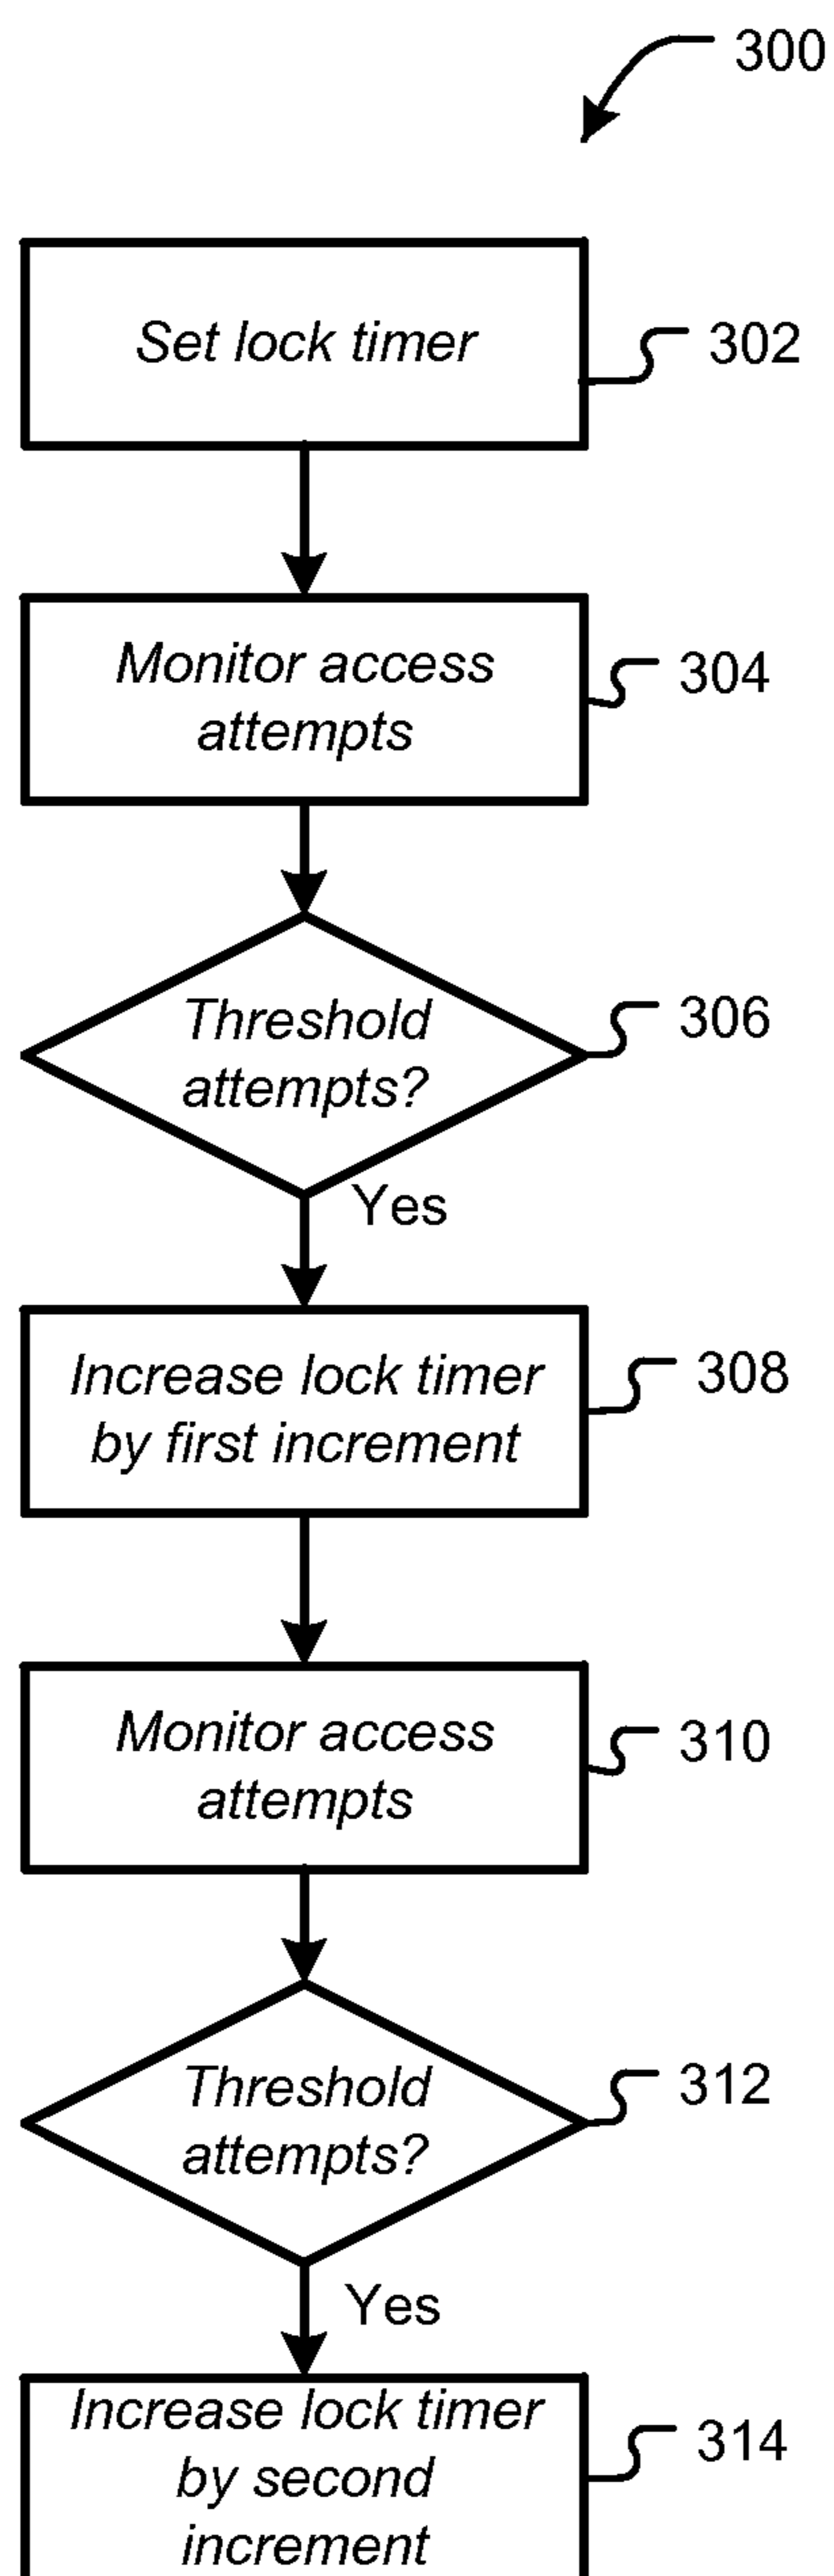 300
Set lock timer
302
Monitor access
attempts
304
Threshold
attempts?
306
Yes
Increase lock timer
by first increment
308
Monitor access
attempts
310
Threshold
attempts?
312
Yes
Increase lock timer
by second
increment
314